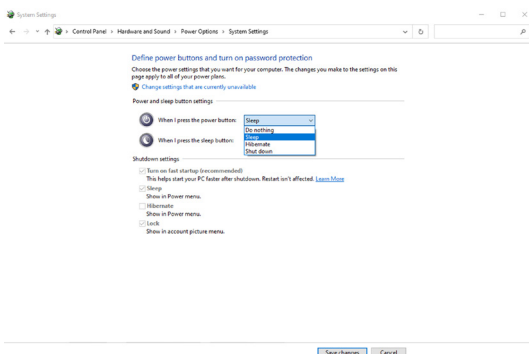 System Settings
Control Panel > Hardware and Sound > Power Options > System Settings
Define power buttons and turn on password protection
Choose the power settings that you want for your computer. The changes you make to the settings on this
page apply to all of your power plans.
Change settings that are currently unavailable
Power and sleep button settings
When I press the power button: Sleep
Do nothing
Sleep
Hibernate
Shut down
When I press the sleep button:
Shutdown settings
Turn on fast startup (recommended)
This helps start your PC faster after shutdown. Restart isn't affected. Learn More
Sleep
Show in Power menu.
Hibernate
Show in Power menu.
Lock
Show in account picture menu.
Save changes Cancel